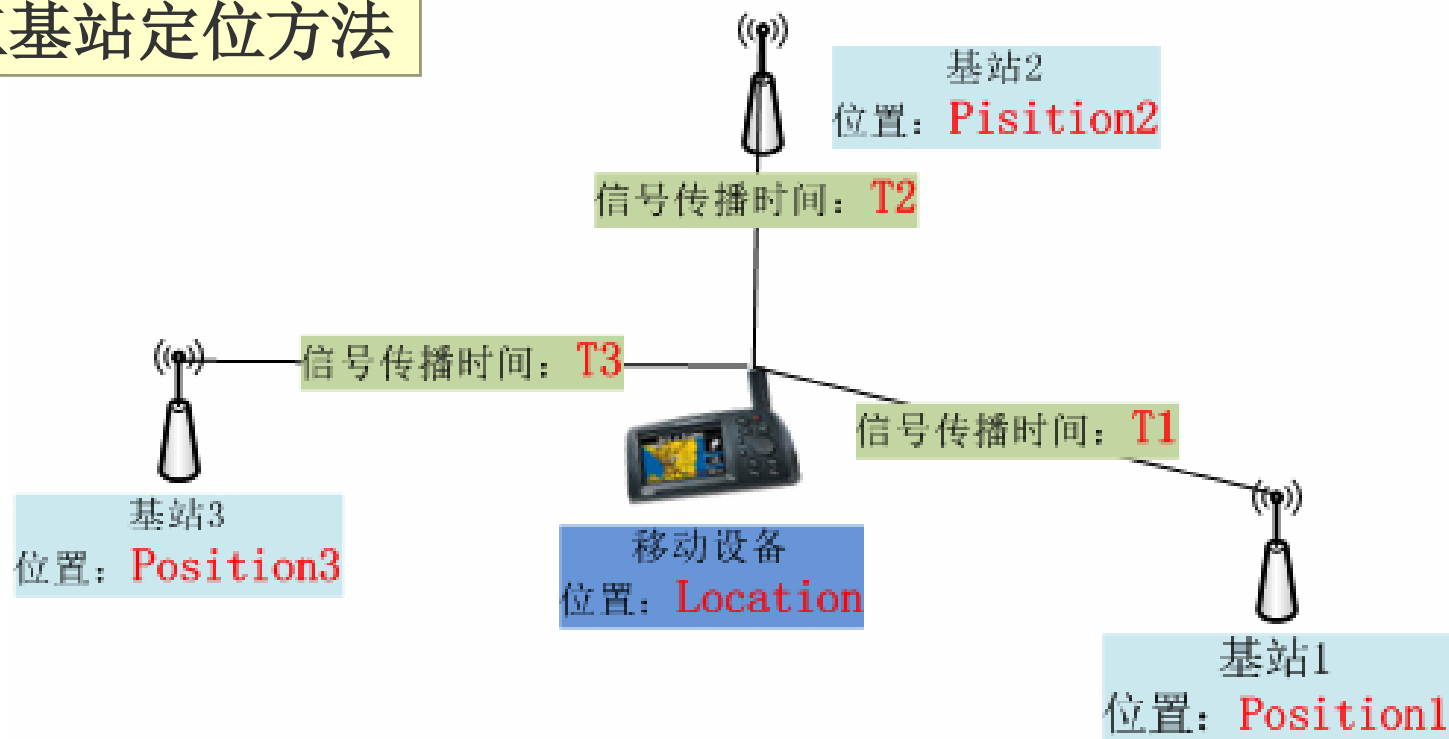 基站定位方法
基站2
位置：Pisition2
信号传播时间：T2
信号传播时间：T3
信号传播时间：T1
基站3
位置：Position3
移动设备
位置：Location
基站1
位置：Position1